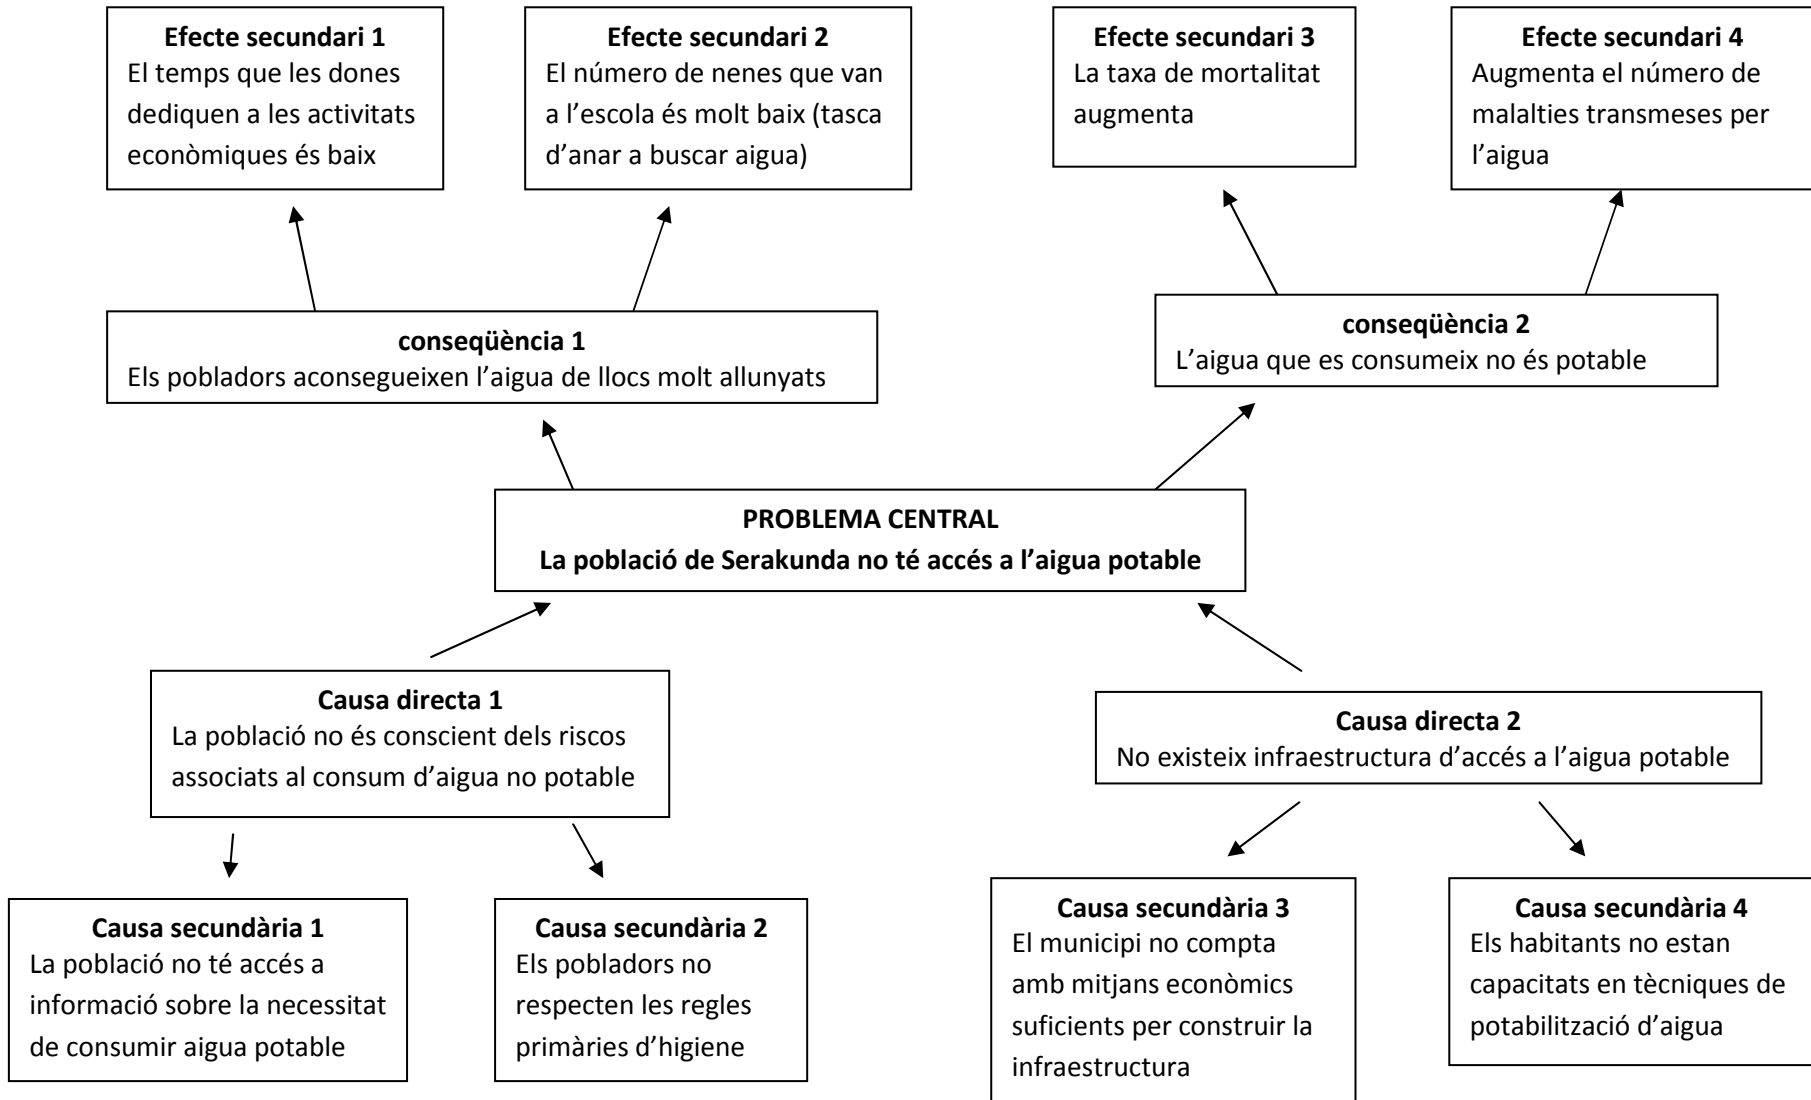 Efecte secundari 1
El temps que les dones
dediquen a les activitats
econòmiques és baix
Efecte secundari 2
El número de nenes que van
a l’escola és molt baix (tasca
d’anar a buscar aigua)
Efecte secundari 3
La taxa de mortalitat
augmenta
Efecte secundari 4
Augmenta el número de
malalties transmeses per
l’aigua
conseqüència 1
Els pobladors aconsegueixen l’aigua de llocs molt allunyats
conseqüència 2
L’aigua que es consumeix no és potable
PROBLEMA CENTRAL
La població de Serakunda no té accés a l’aigua potable
Causa directa 1
La població no és conscient dels riscos
associats al consum d’aigua no potable
Causa directa 2
No existeix infraestructura d’accés a l’aigua potable
Causa secundària 1
La població no té accés a
informació sobre la necessitat
de consumir aigua potable
Causa secundària 2
Els pobladors no
respecten les regles
primàries d’higiene
Causa secundària 3
El municipi no compta
amb mitjans econòmics
suficients per construir la
infraestructura
Causa secundària 4
Els habitants no estan
capacitats en tècniques de
potabilització d’aigua